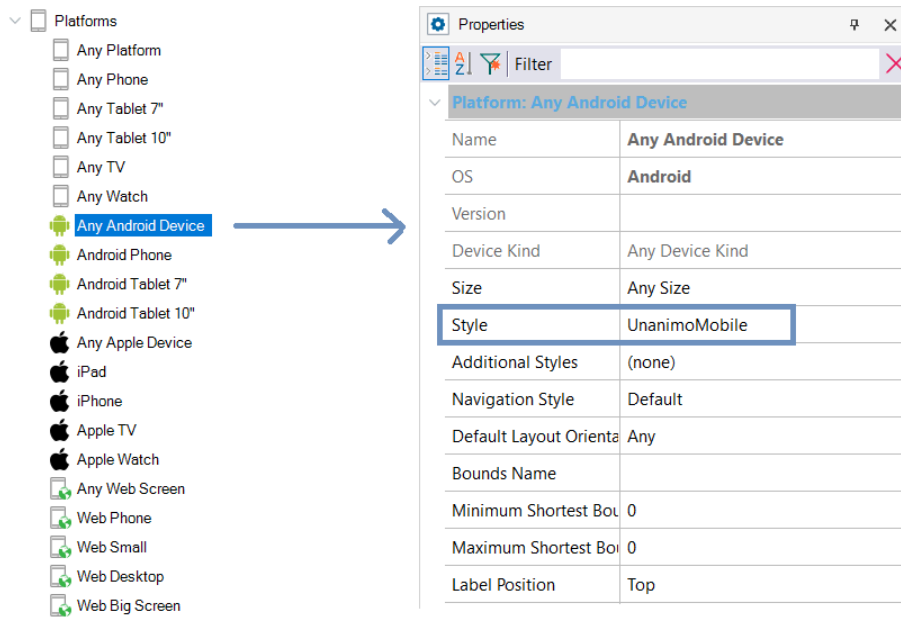 Platforms
Any Platform
Any Phone
Any Tablet 7"
Any Tablet 10"
Any TV
Any Watch
Any Android Device
Android Phone
Android Tablet 7"
Android Tablet 10"
Any Apple Device
iPad
iPhone
Apple TV
Apple Watch
Any Web Screen
Web Phone
Web Small
Web Desktop
Web Big Screen
Properties
Filter
Platform: Any Android Device
Name Any Android Device
OS Android
Version
Device Kind Any Device Kind
Size Any Size
Style UnanimoMobile
Additional Styles (none)
Navigation Style Default
Default Layout Orienta Any
Bounds Name
Minimum Shortest Bou 0
Maximum Shortest Bou 0
Label Position Top